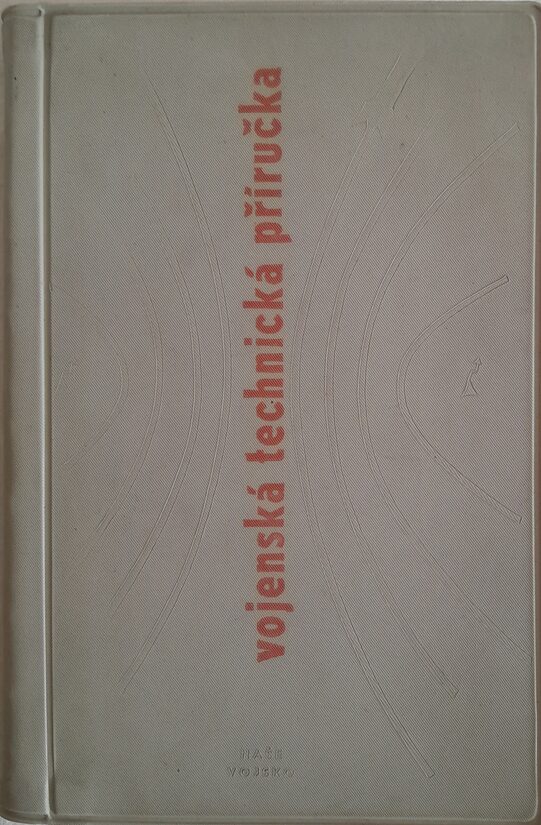 vojenská technická příručka
NAŠE
VOJSKO